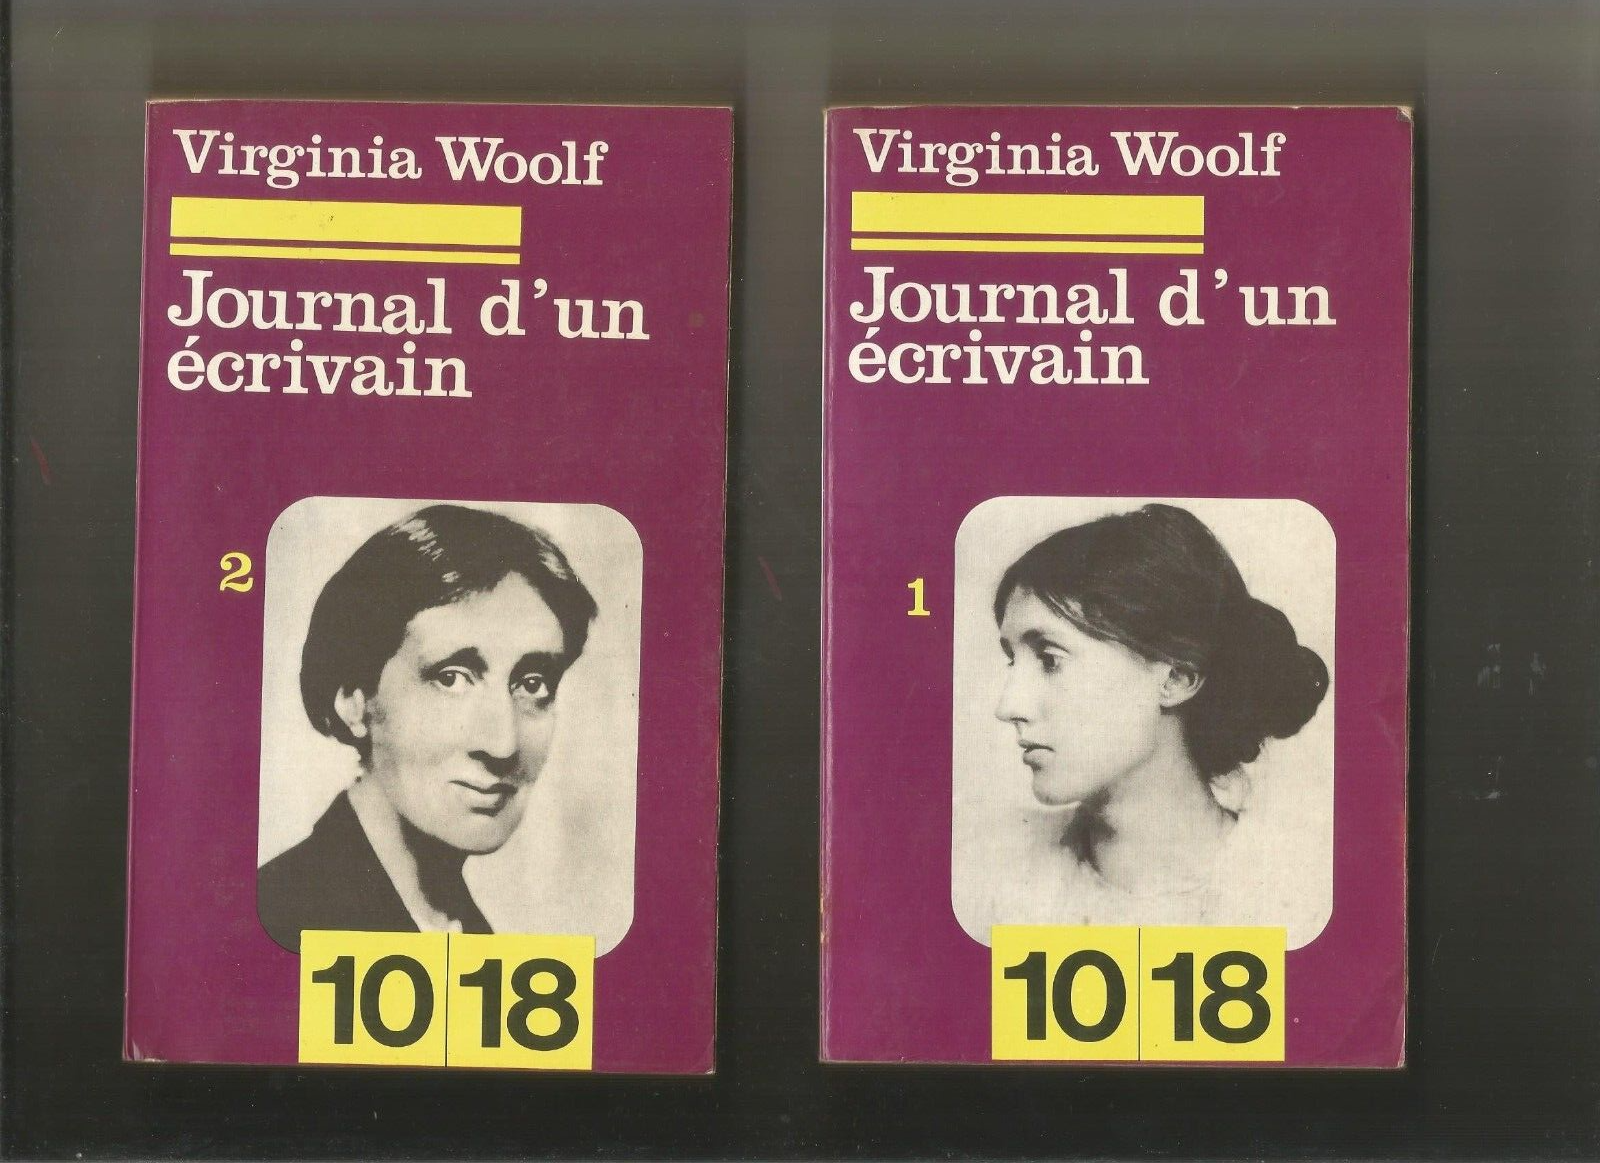 Virginia Woolf
Journal d'un
écrivain
2
10 18
Virginia Woolf
Journal d'un
écrivain
1
10 18